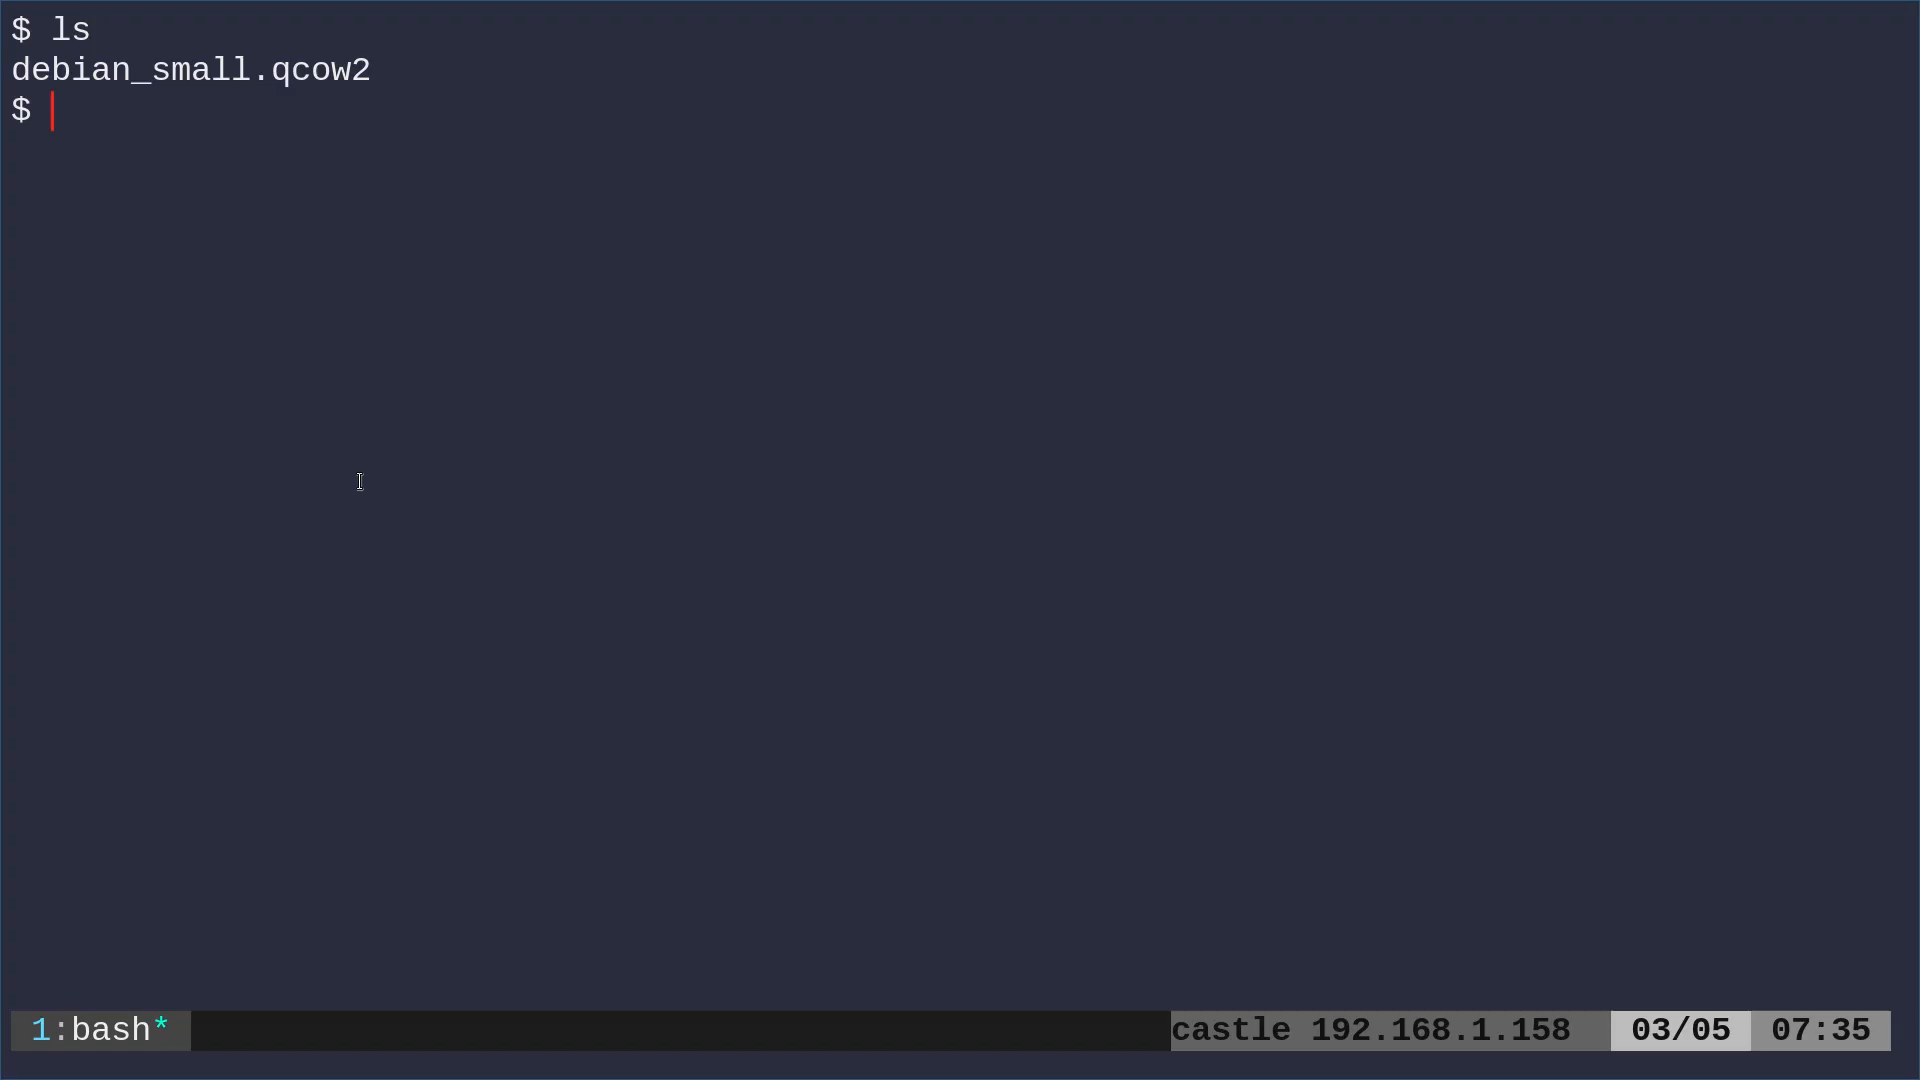 $ ls
debian_small.qcow2
$
1:bash* castle 192.168.1.158 03/05 07:35